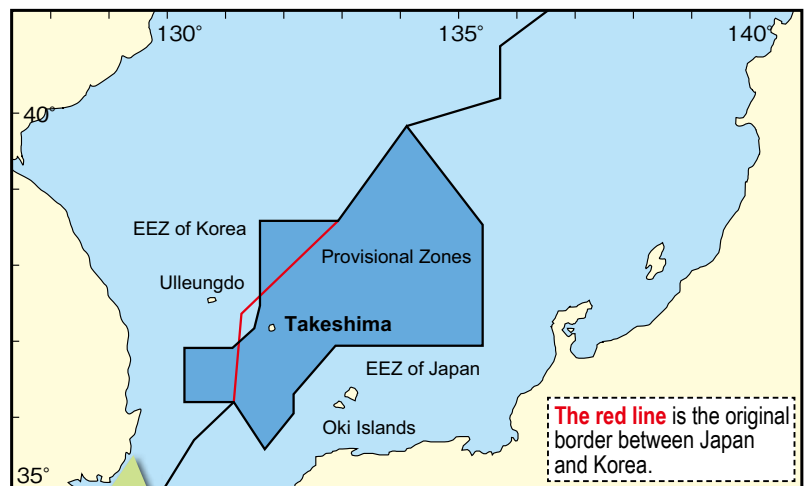 130°
135°
140°
40°
EEZ of Korea
Provisional Zones
Ulleungdo
Takeshima
EEZ of Japan
Oki Islands
The red line is the original
border between Japan
and Korea.
35°